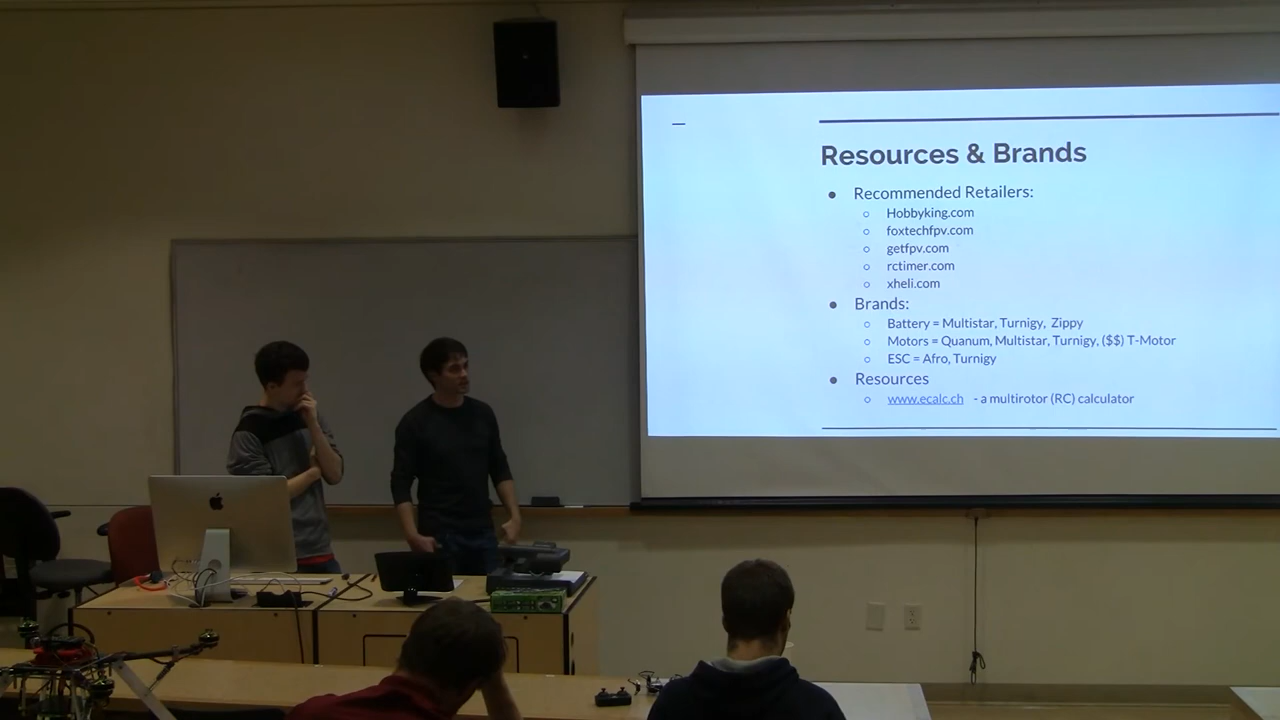 Resources & Brands
● Recommended Retailers:
○ Hobbyking.com
○ foxtechfpv.com
○ getfpv.com
○ rctimer.com
○ xheli.com
● Brands:
○ Battery = Multistar, Turnigy, Zippy
○ Motors = Quanum, Multistar, Turnigy, ($$) T-Motor
○ ESC = Afro, Turnigy
● Resources
○ www.ecalc.ch - a multirotor (RC) calculator